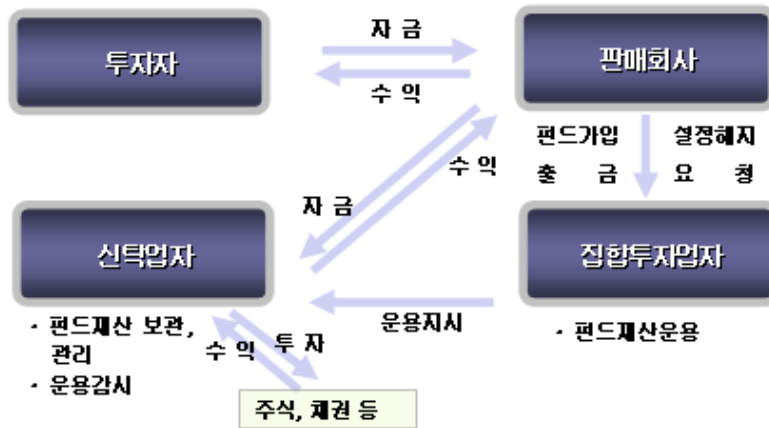 자 금
투자자
판매회사
수 익
펀드가입 설정해지
출 금 요 청
수 익
자 금
신탁업자
집합투자업자
운용지시
· 펀드재산 보관,
관리
· 운용감시
수 익
투 자
· 펀드재산운용
주식, 채권 등